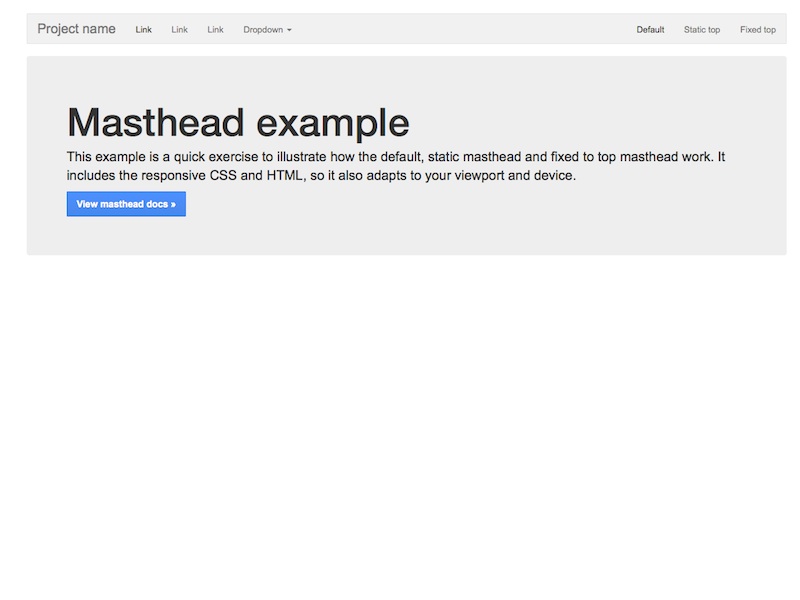 Project name Link Link Link Dropdown Default Static top Fixed top
Masthead example
This example is a quick exercise to illustrate how the default, static masthead and fixed to top masthead work. It
includes the responsive CSS and HTML, so it also adapts to your viewport and device.
View masthead docs »